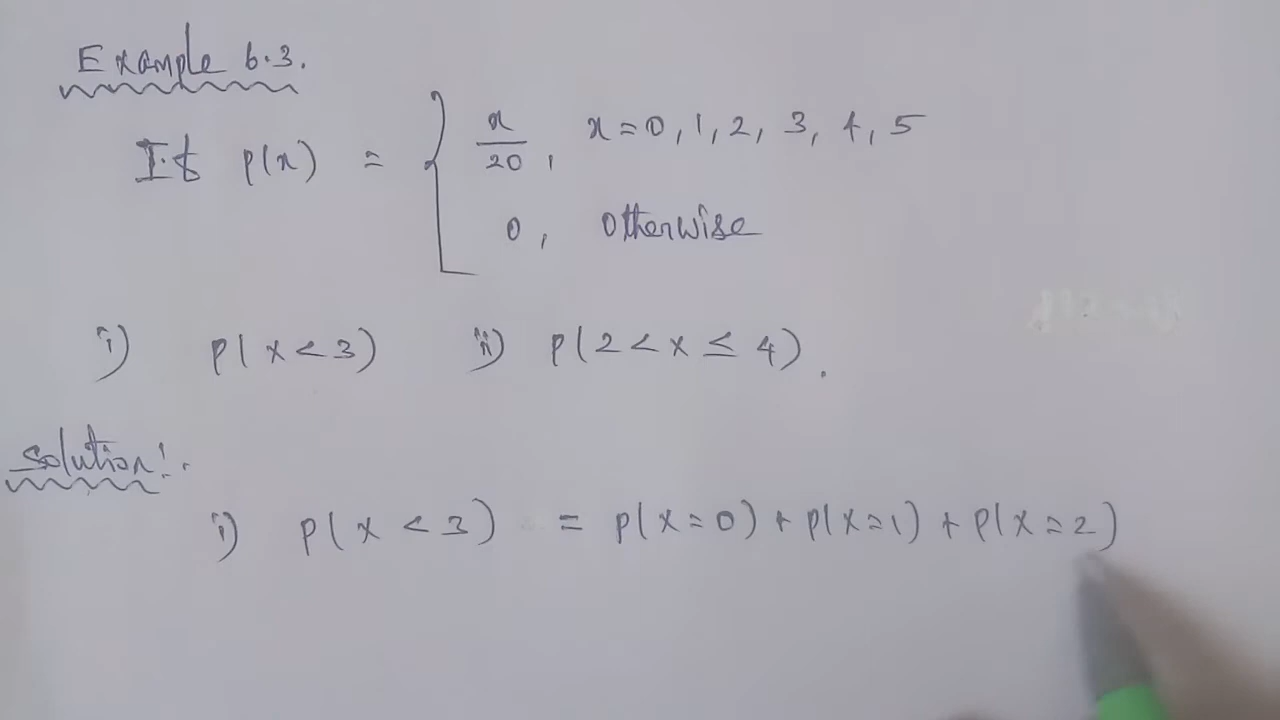 Example 6.3.
If p(x) = { x/20, x = 0, 1, 2, 3, 4, 5
0, Otherwise
i) p(x < 3) ii) p(2 < x ≤ 4).
Solution:
i) p(x < 3) = p(x = 0) + p(x = 1) + p(x = 2)